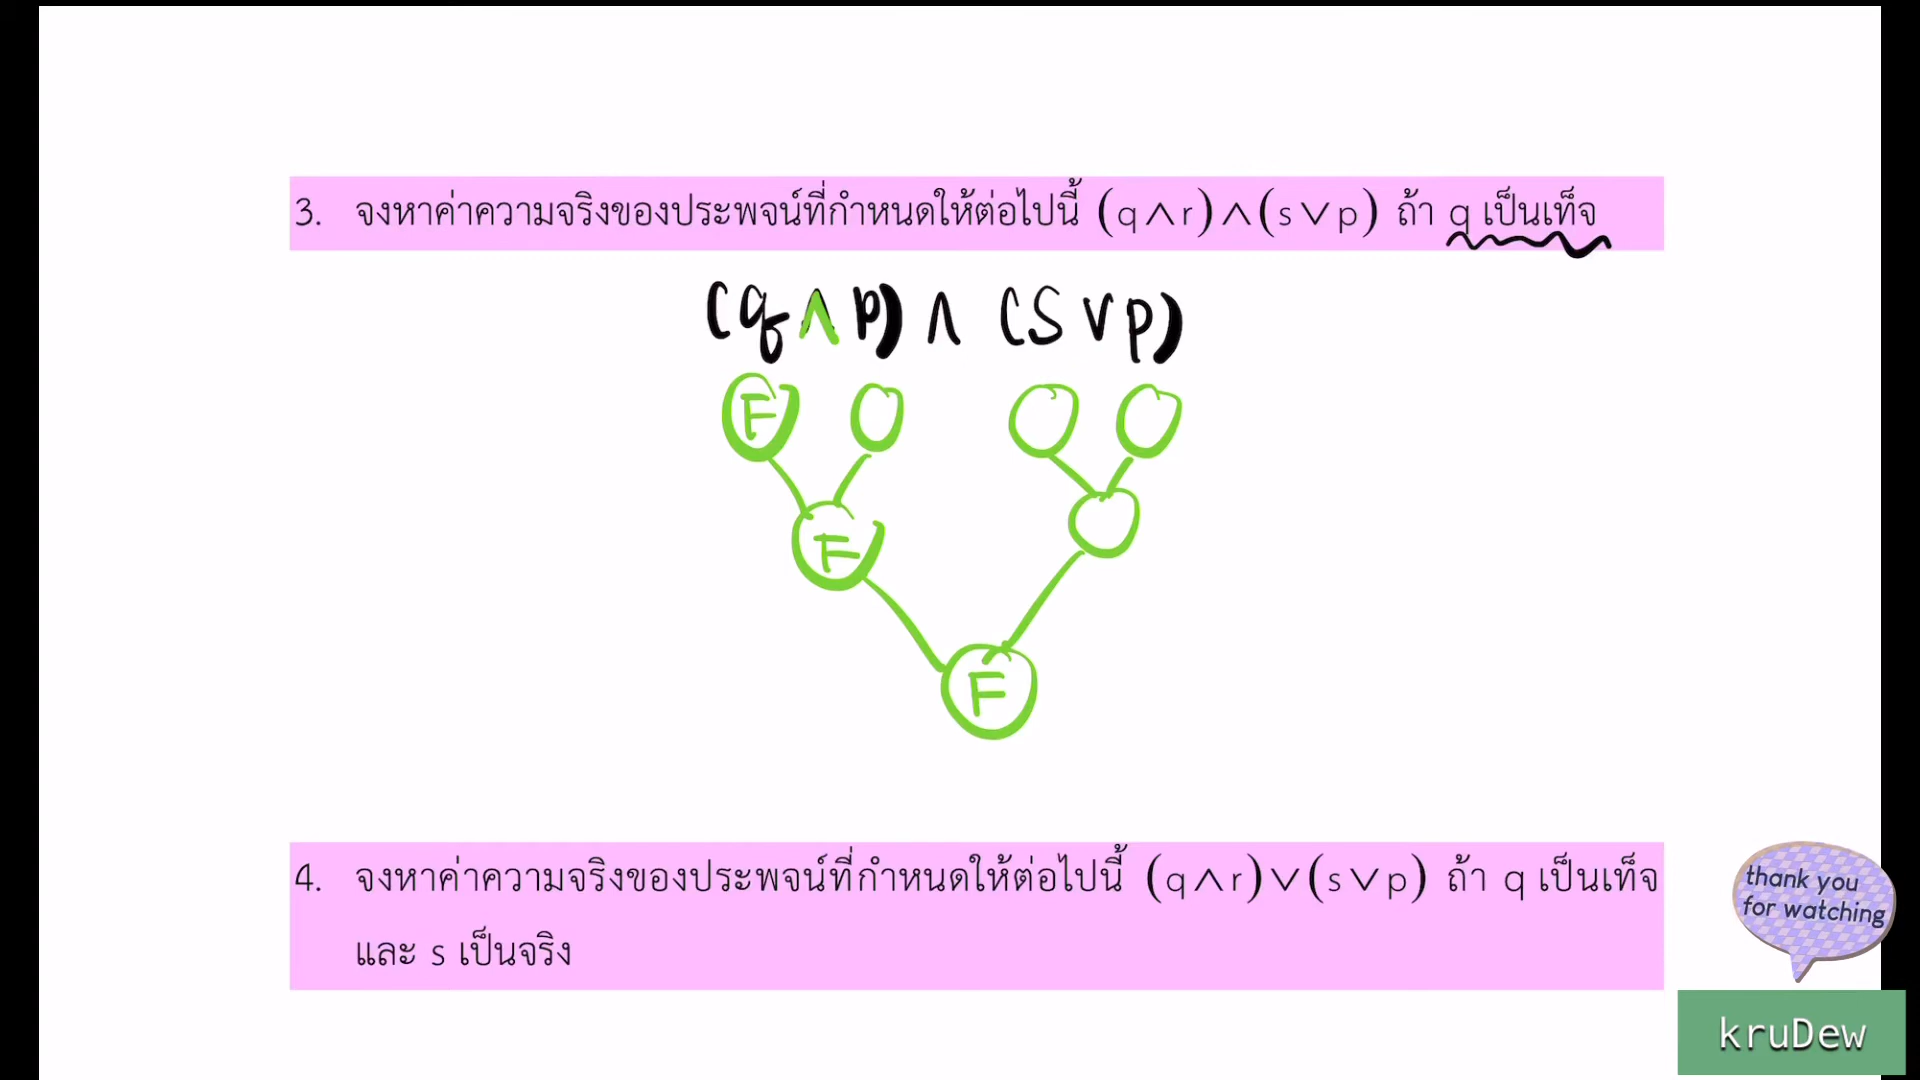 3. จงหาค่าความจริงของประพจน์ที่กำหนดให้ต่อไปนี้ (q∧r)∧(s∨p) ถ้า q เป็นเท็จ
(q ∧ p) ∧ (s ∨ p)
F
F
F
4. จงหาค่าความจริงของประพจน์ที่กำหนดให้ต่อไปนี้ (q∧r)∨(s∨p) ถ้า q เป็นเท็จ
และ s เป็นจริง
thank you
for watching
kruDew